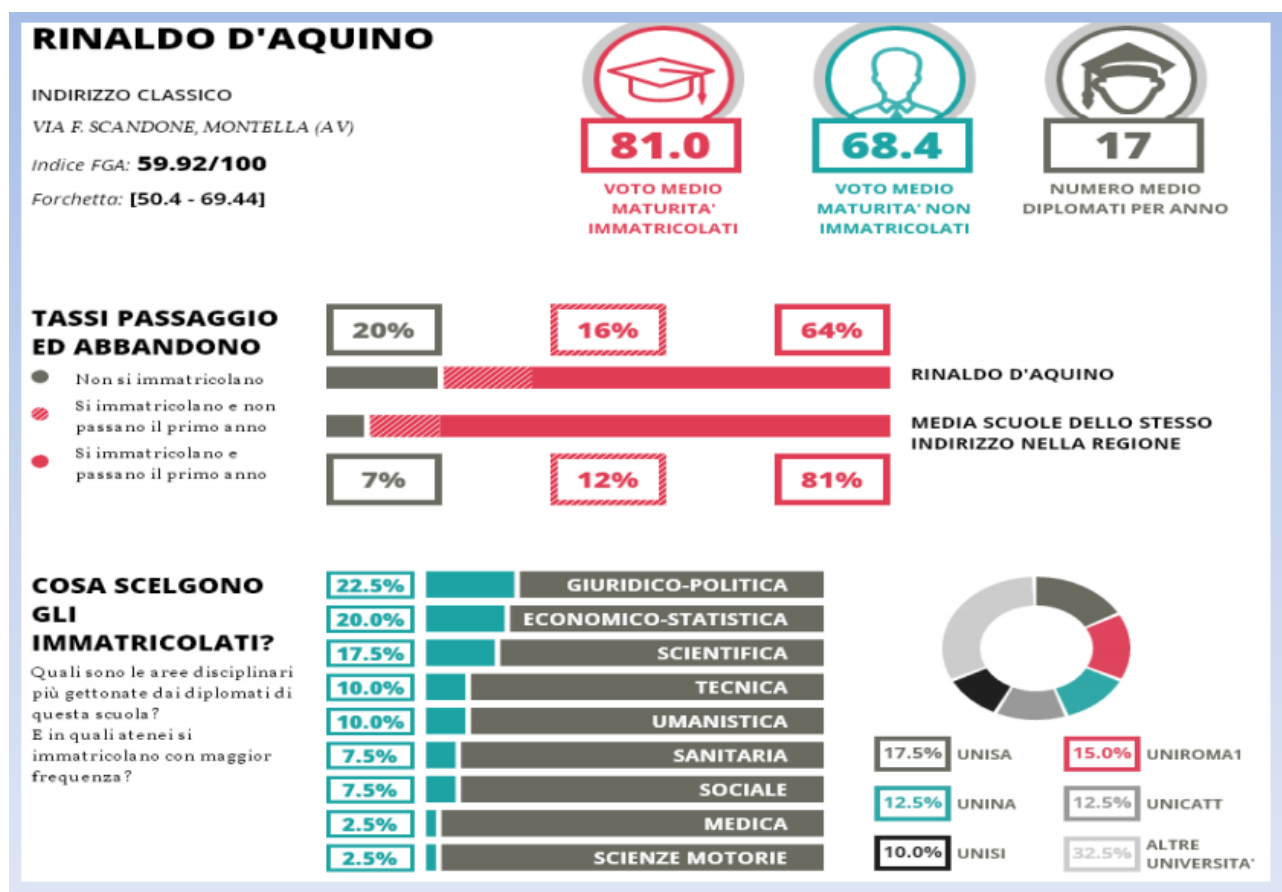 RINALDO D'AQUINO
INDIRIZZO CLASSICO
VIA F. SCANDONE, MONTELLA (AV)
Indice FGA: 59.92/100
Forchetta: [50.4 - 69.44]
81.0
VOTO MEDIO
MATURITA'
IMMATRICOLATI
68.4
VOTO MEDIO
MATURITA' NON
IMMATRICOLATI
17
NUMERO MEDIO
DIPLOMATI PER ANNO
TASSI PASSAGGIO
ED ABBANDONO
Non si immatricolano
Si immatricolano e non
passano il primo anno
Si immatricolano e
passano il primo anno
20%
16%
64%
RINALDO D'AQUINO
MEDIA SCUOLE DELLO STESSO
INDIRIZZO NELLA REGIONE
7%
12%
81%
COSA SCELGONO
GLI
IMMATRICOLATI?
Quali sono le aree disciplinari
più gettonate dai diplomati di
questa scuola?
E in quali atenei si
immatricolano con maggior
frequenza?
22.5% GIURIDICO-POLITICA
20.0% ECONOMICO-STATISTICA
17.5% SCIENTIFICA
10.0% TECNICA
10.0% UMANISTICA
7.5% SANITARIA
7.5% SOCIALE
2.5% MEDICA
2.5% SCIENZE MOTORIE
17.5% UNISA
15.0% UNIROMA1
12.5% UNINA
12.5% UNICATT
10.0% UNISI
32.5% ALTRE
UNIVERSITA'